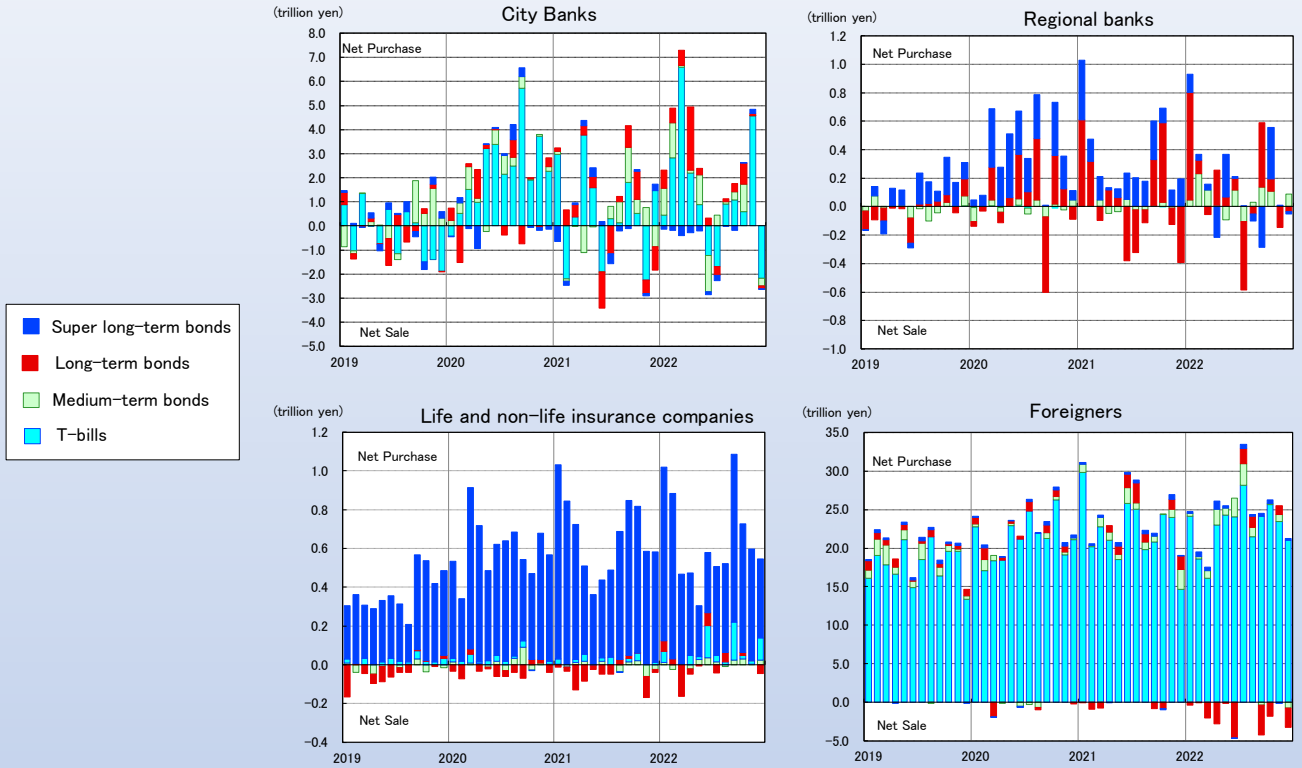 (trillion yen)
City Banks
8.0
7.0
6.0
5.0
4.0
3.0
2.0
1.0
0.0
-1.0
-2.0
-3.0
-4.0
-5.0
Net Purchase
Net Sale
2019 2020 2021 2022
(trillion yen)
Regional banks
1.2
1.0
0.8
0.6
0.4
0.2
0.0
-0.2
-0.4
-0.6
-0.8
-1.0
Net Purchase
Net Sale
2019 2020 2021 2022
Super long-term bonds
Long-term bonds
Medium-term bonds
T-bills
(trillion yen)
Life and non-life insurance companies
1.2
1.0
0.8
0.6
0.4
0.2
0.0
-0.2
-0.4
Net Purchase
Net Sale
2019 2020 2021 2022
(trillion yen)
Foreigners
35.0
30.0
25.0
20.0
15.0
10.0
5.0
0.0
-5.0
Net Purchase
Net Sale
2019 2020 2021 2022